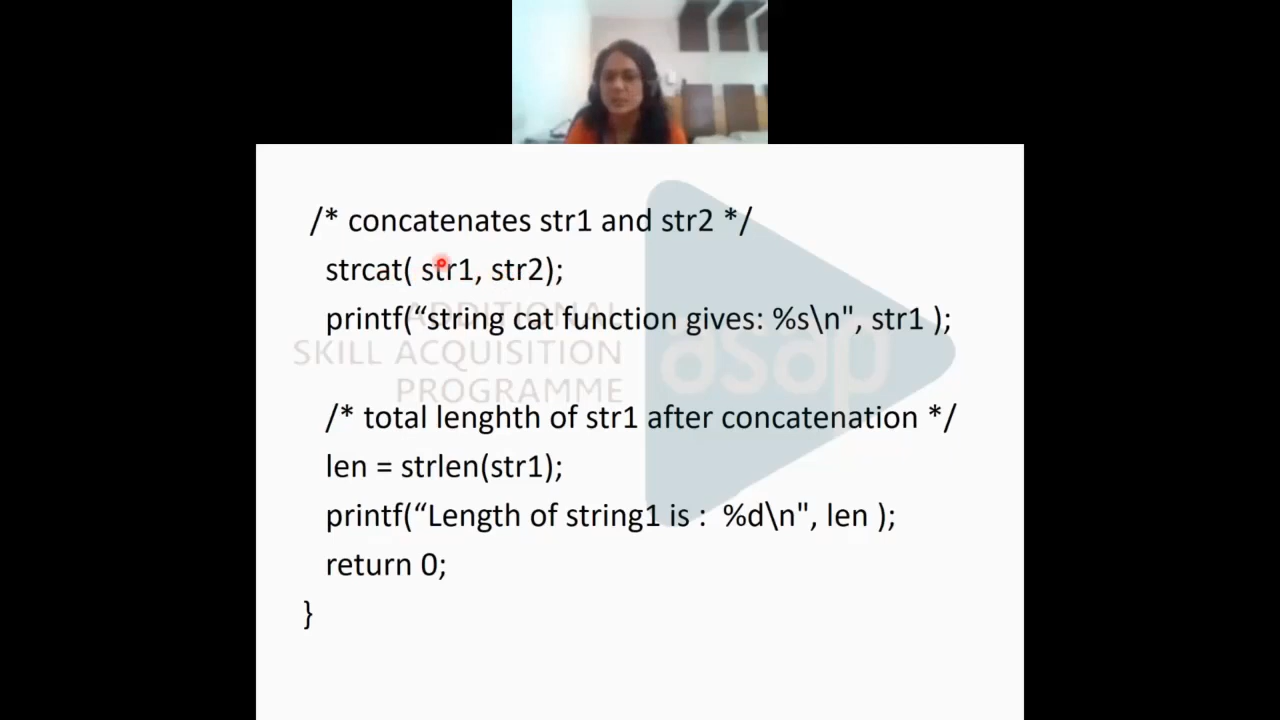 /* concatenates str1 and str2 */
strcat( str1, str2);
printf(“string cat function gives: %s\n", str1 );
/* total lenghth of str1 after concatenation */
len = strlen(str1);
printf(“Length of string1 is :  %d\n", len );
return 0;
}
ADDITIONAL
SKILL ACQUISITION
PROGRAMME
asap